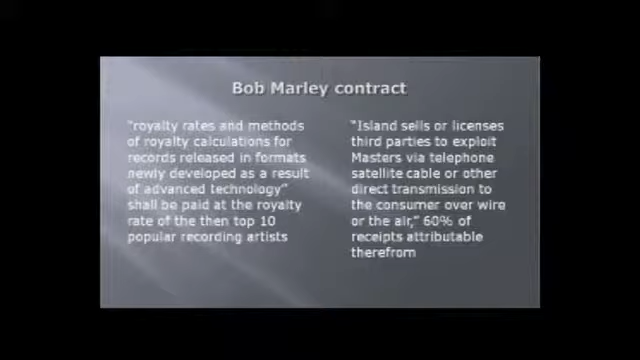 Bob Marley contract
"royalty rates and methods
of royalty calculations for
records released in formats
newly developed as a result
of advanced technology"
shall be paid at the royalty
rate of the then top 10
popular recording artists
"Island sells or licenses
third parties to exploit
Masters via telephone
satellite cable or other
direct transmission to
the consumer over wire
or the air," 60% of
receipts attributable
therefrom